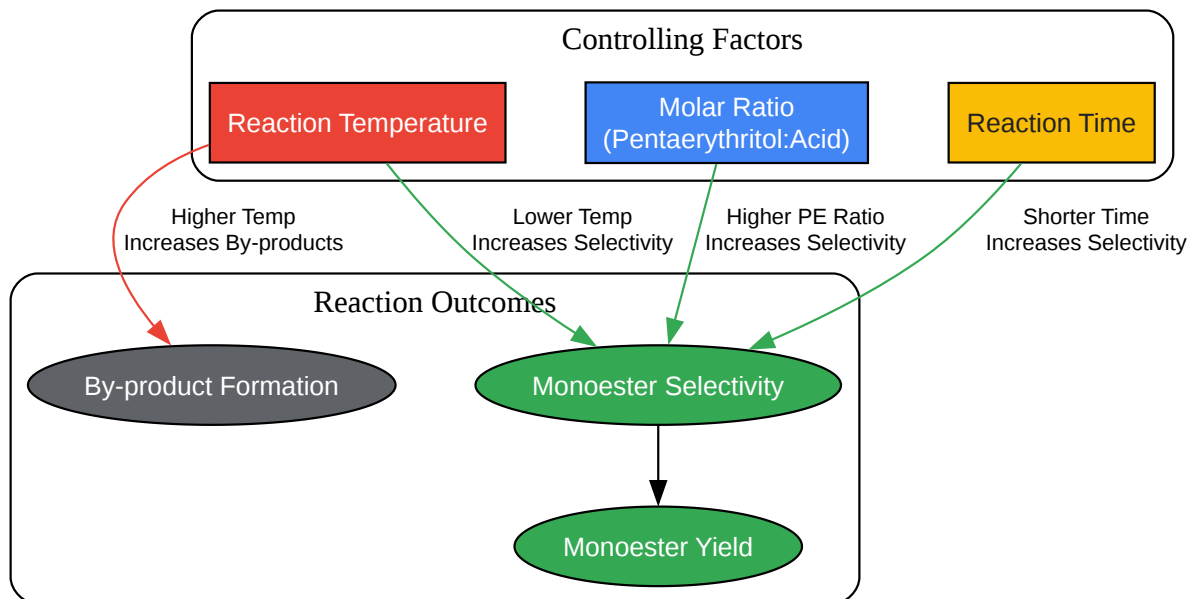 Controlling Factors
Reaction Temperature
Molar Ratio
(Pentaerythritol:Acid)
Reaction Time
Higher Temp
Increases By-products
Lower Temp
Increases Selectivity
Higher PE Ratio
Increases Selectivity
Shorter Time
Increases Selectivity
Reaction Outcomes
By-product Formation
Monoester Selectivity
Monoester Yield